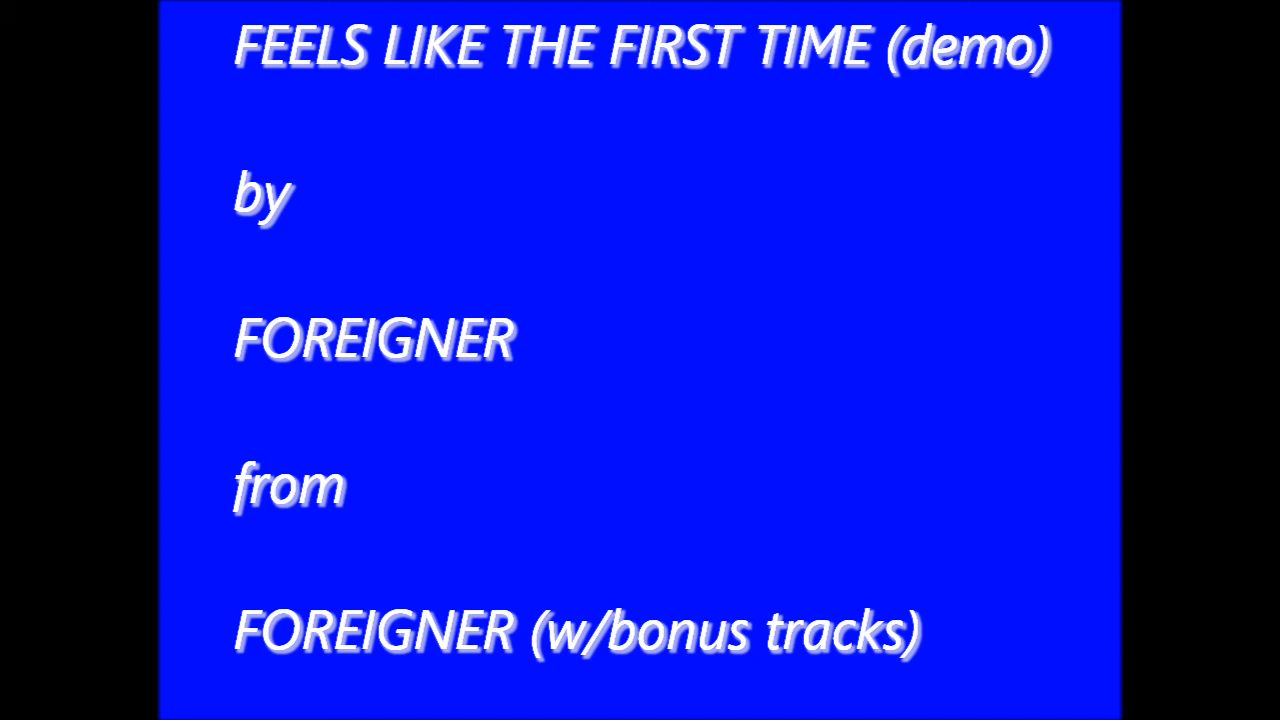 FEELS LIKE THE FIRST TIME (demo)
by
FOREIGNER
from
FOREIGNER (w/bonus tracks)